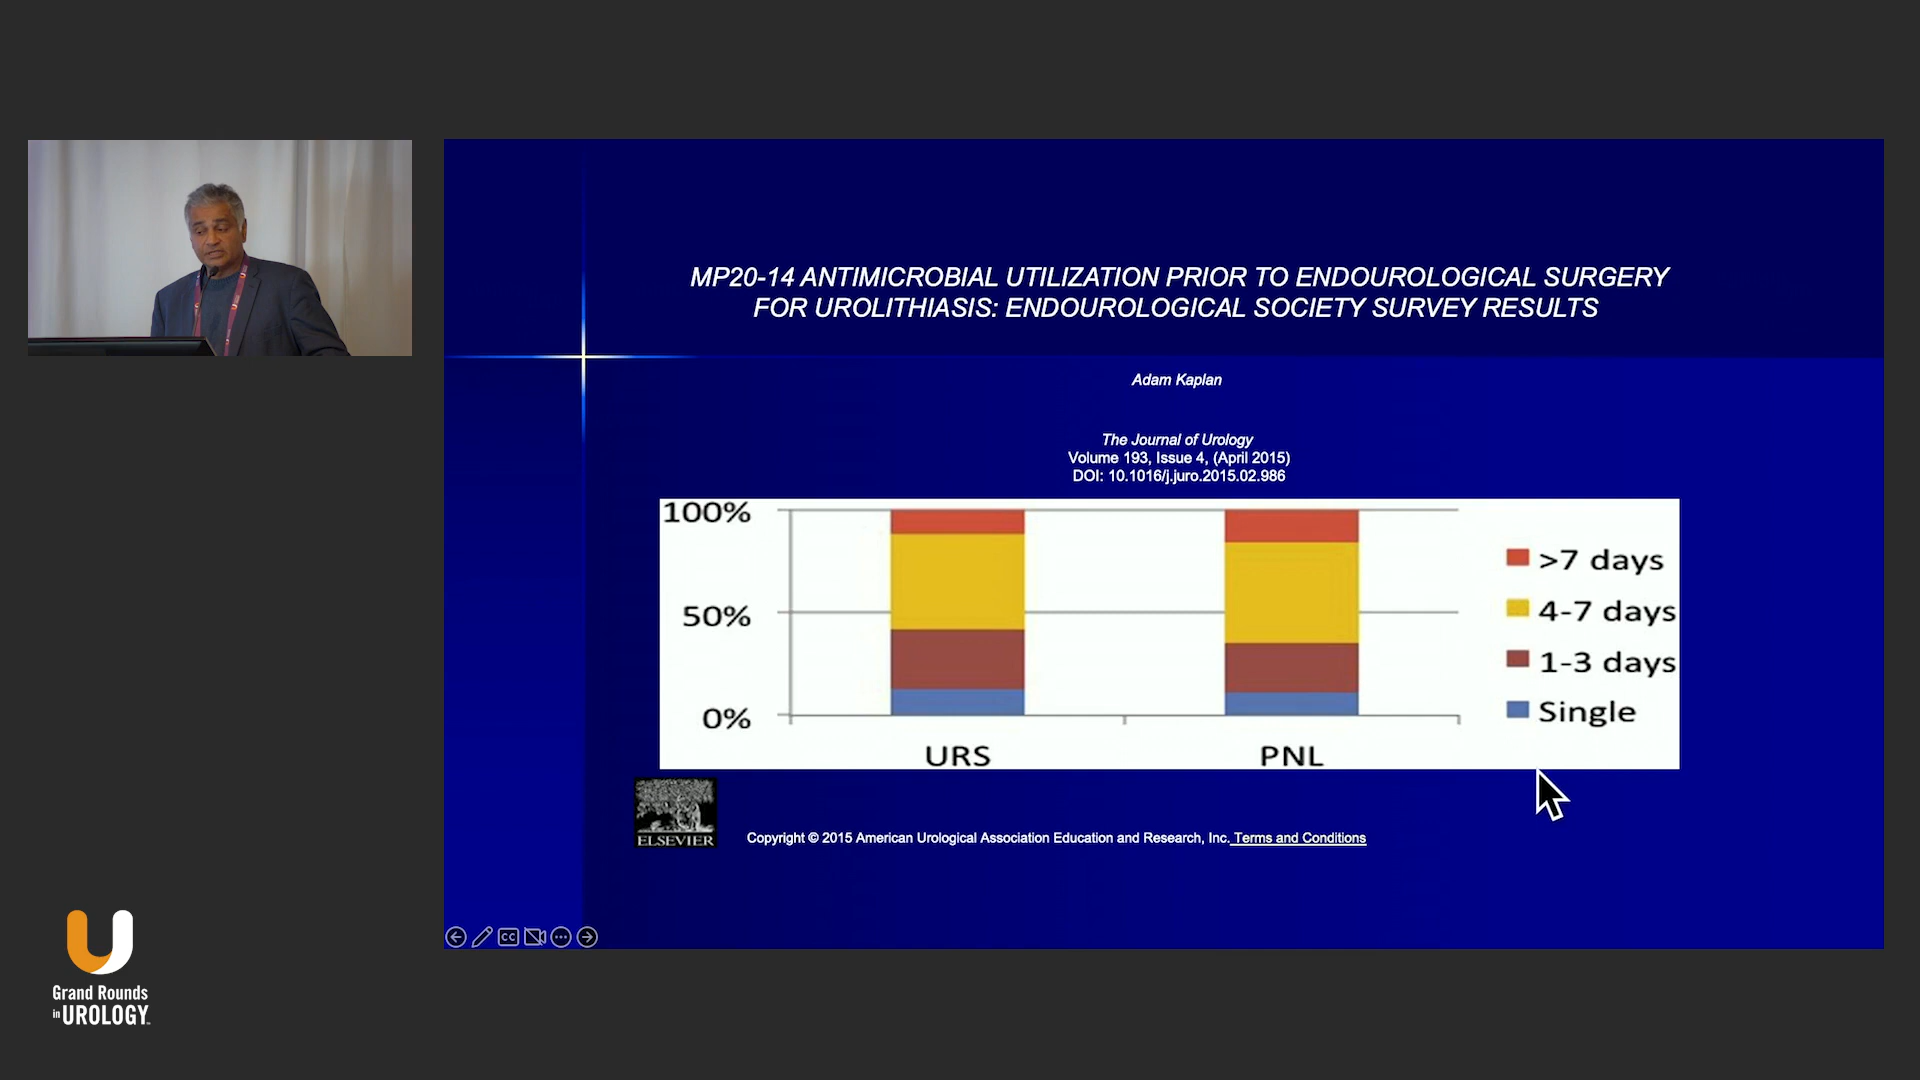 MP20-14 ANTIMICROBIAL UTILIZATION PRIOR TO ENDOUROLOGICAL SURGERY
FOR UROLITHIASIS: ENDOUROLOGICAL SOCIETY SURVEY RESULTS
Adam Kaplan
The Journal of Urology
Volume 193, Issue 4, (April 2015)
DOI: 10.1016/j.juro.2015.02.986
100%
50%
0%
URS
PNL
>7 days
4-7 days
1-3 days
Single
ELSEVIER
Copyright © 2015 American Urological Association Education and Research, Inc. Terms and Conditions
CC
Grand Rounds
in UROLOGY